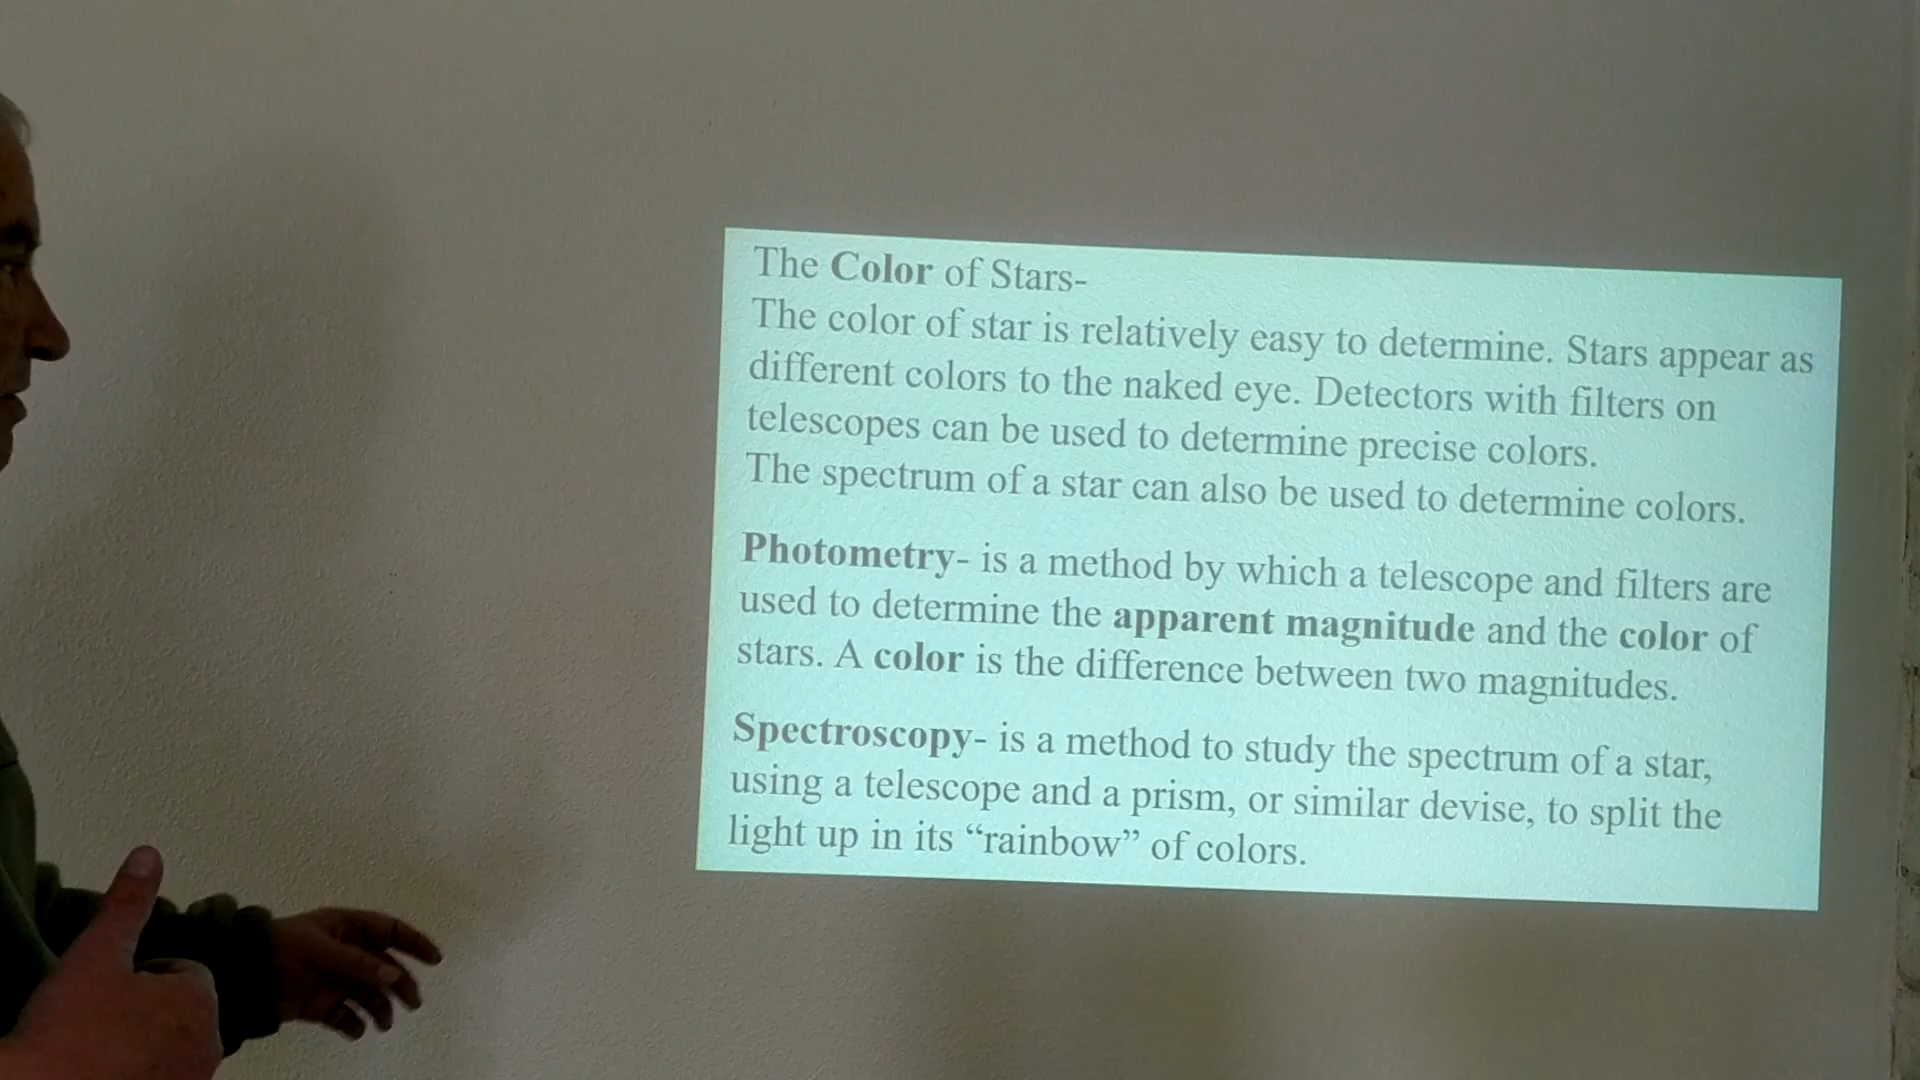 The Color of Stars-
The color of star is relatively easy to determine. Stars appear as
different colors to the naked eye. Detectors with filters on
telescopes can be used to determine precise colors.
The spectrum of a star can also be used to determine colors.
Photometry- is a method by which a telescope and filters are
used to determine the apparent magnitude and the color of
stars. A color is the difference between two magnitudes.
Spectroscopy- is a method to study the spectrum of a star,
using a telescope and a prism, or similar devise, to split the
light up in its “rainbow” of colors.